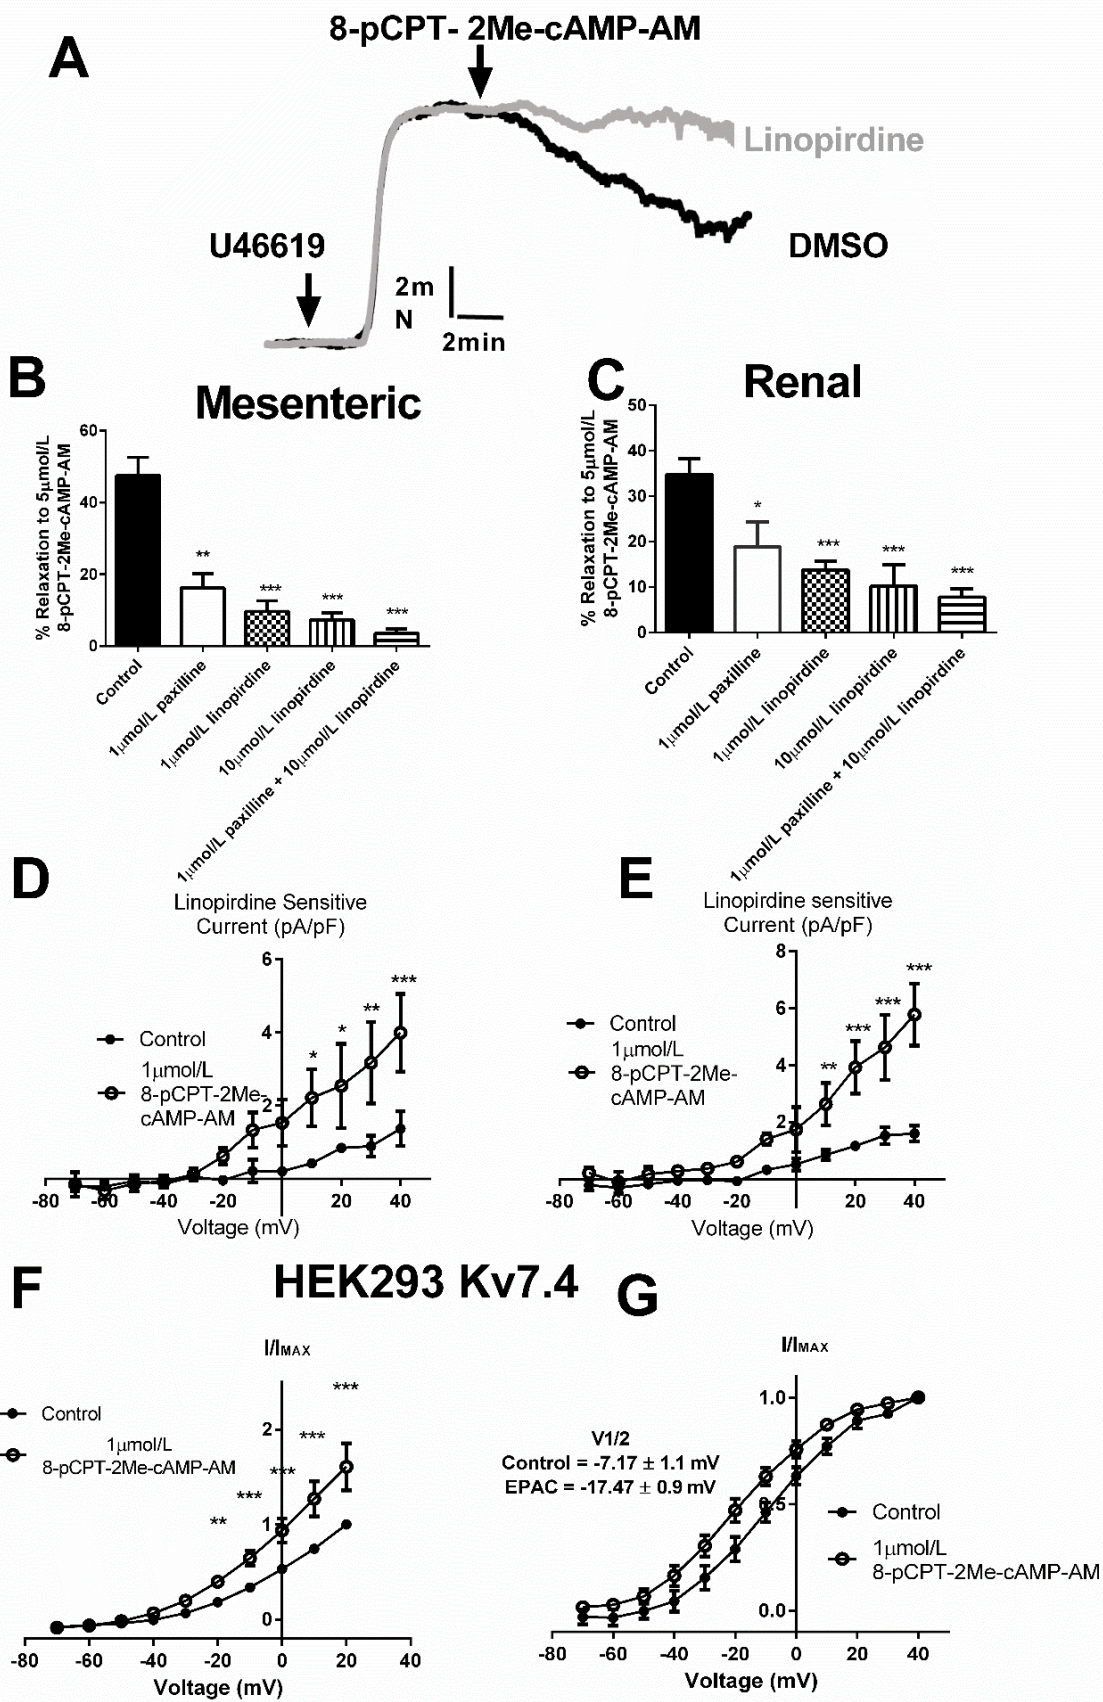 8-pCPT- 2Me-cAMP-AM
A
Linopirdine
U46619
DMSO
2m
N
2min
B
Mesenteric
% Relaxation to 5μmol/L
8-pCPT-2Me-cAMP-AM
60
40
20
0
**
***
***
***
Control
1μmol/L paxilline
1μmol/L linopirdine
10μmol/L linopirdine
1μmol/L paxilline + 10μmol/L linopirdine
C
Renal
% Relaxation to 5μmol/L
8-pCPT-2Me-cAMP-AM
50
40
30
20
10
0
*
***
***
***
Control
1μmol/L paxilline
1μmol/L linopirdine
10μmol/L linopirdine
1μmol/L paxilline + 10μmol/L linopirdine
D
Linopirdine Sensitive
Current (pA/pF)
6
4
2
Control
1μmol/L
8-pCPT-2Me-
cAMP-AM
*
*
**
***
-80 -60 -40 -20 20 40
Voltage (mV)
E
Linopirdine sensitive
Current (pA/pF)
8
6
4
2
Control
1μmol/L
8-pCPT-2Me-
cAMP-AM
**
***
***
***
-80 -60 -40 -20 20 40
Voltage (mV)
HEK293 Kv7.4
F
I/IMAX
Control
1μmol/L
8-pCPT-2Me-cAMP-AM
2
1
0
**
***
***
***
***
-80 -60 -40 -20 0 20 40
Voltage (mV)
G
I/IMAX
1.0
0.5
0.0
V1/2
Control = -7.17 ± 1.1 mV
EPAC = -17.47 ± 0.9 mV
Control
1μmol/L
8-pCPT-2Me-cAMP-AM
-80 -60 -40 -20 0 20 40
Voltage (mV)